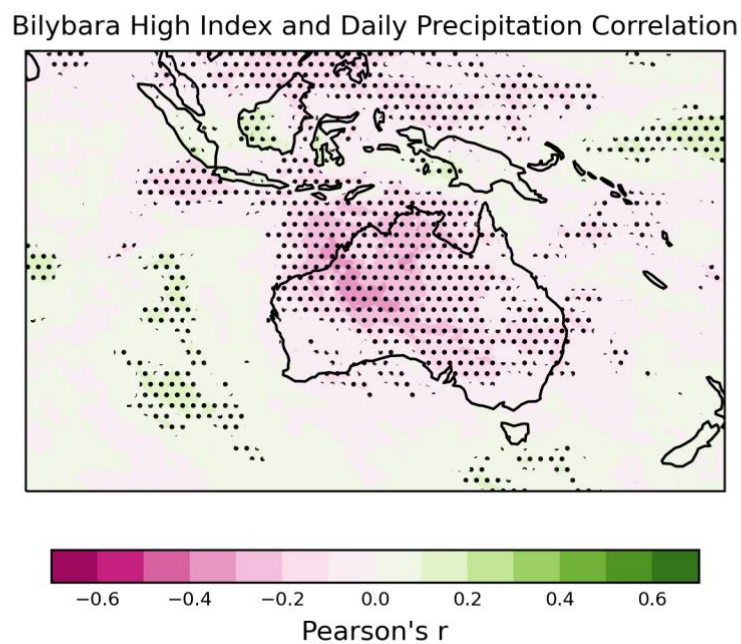 Bilybara High Index and Daily Precipitation Correlation
−0.6 −0.4 −0.2 0.0 0.2 0.4 0.6
Pearson's r